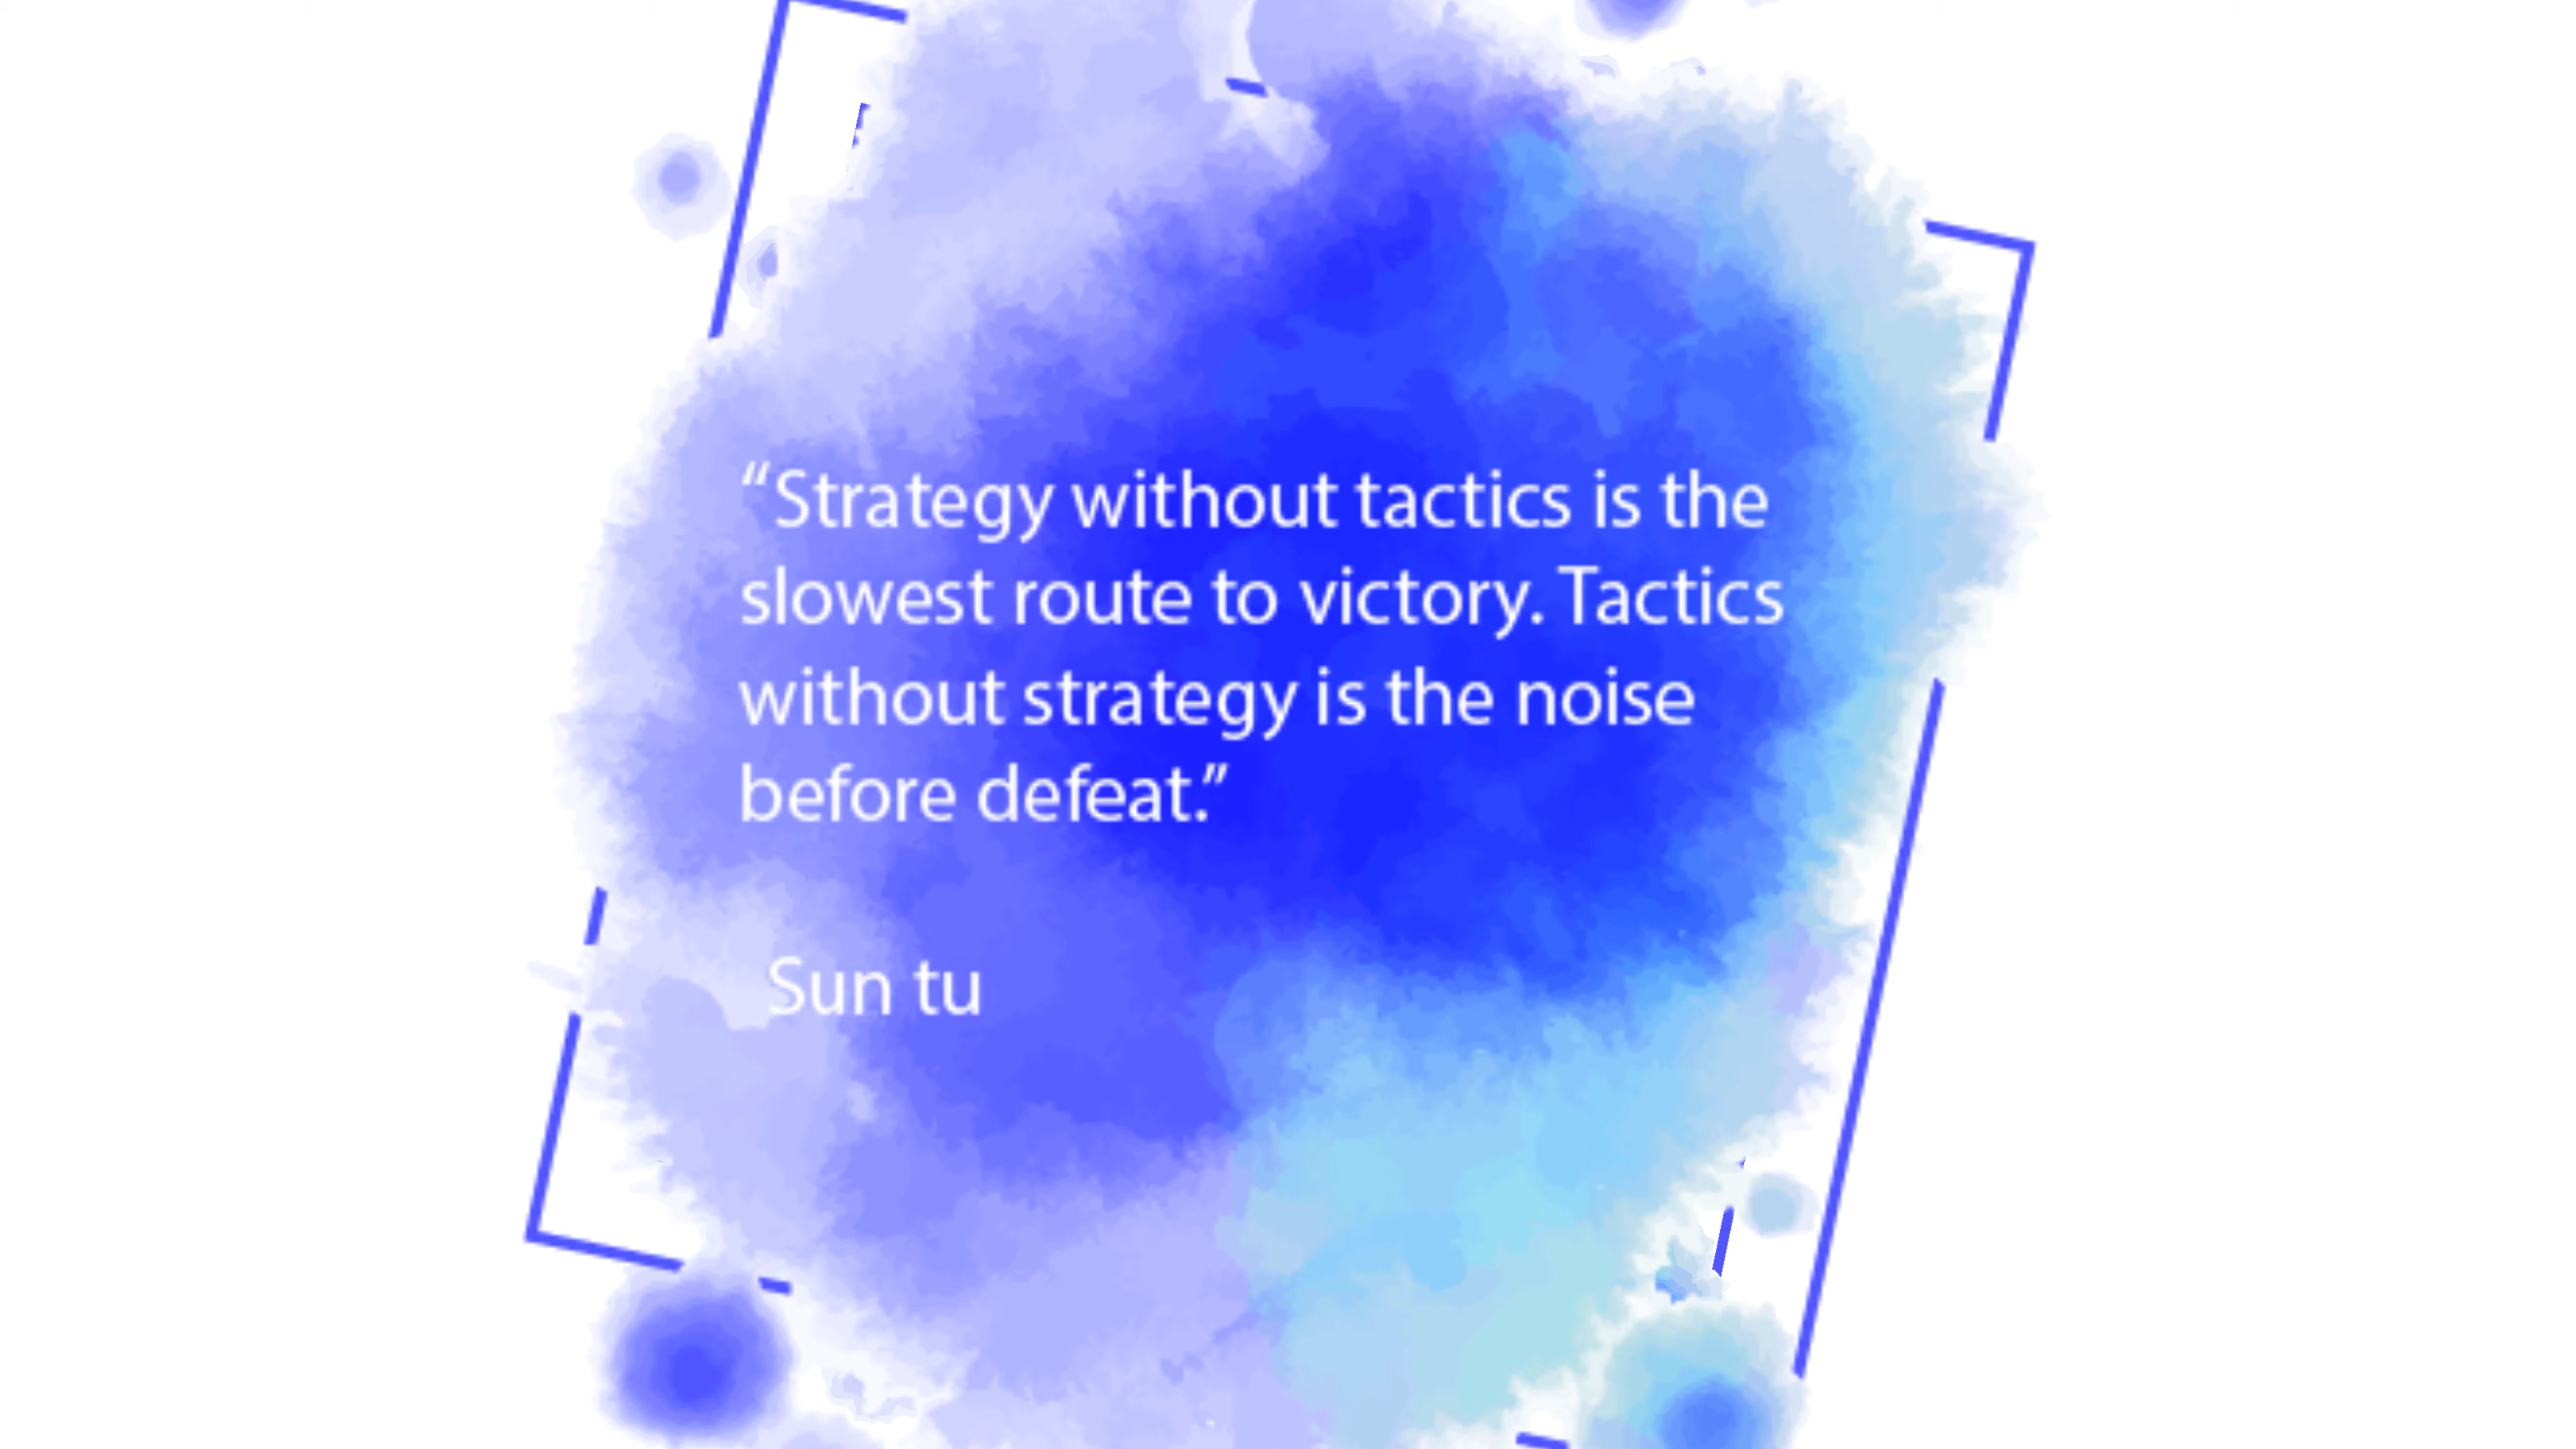 “Strategy without tactics is the
slowest route to victory. Tactics
without strategy is the noise
before defeat.”
Sun tu